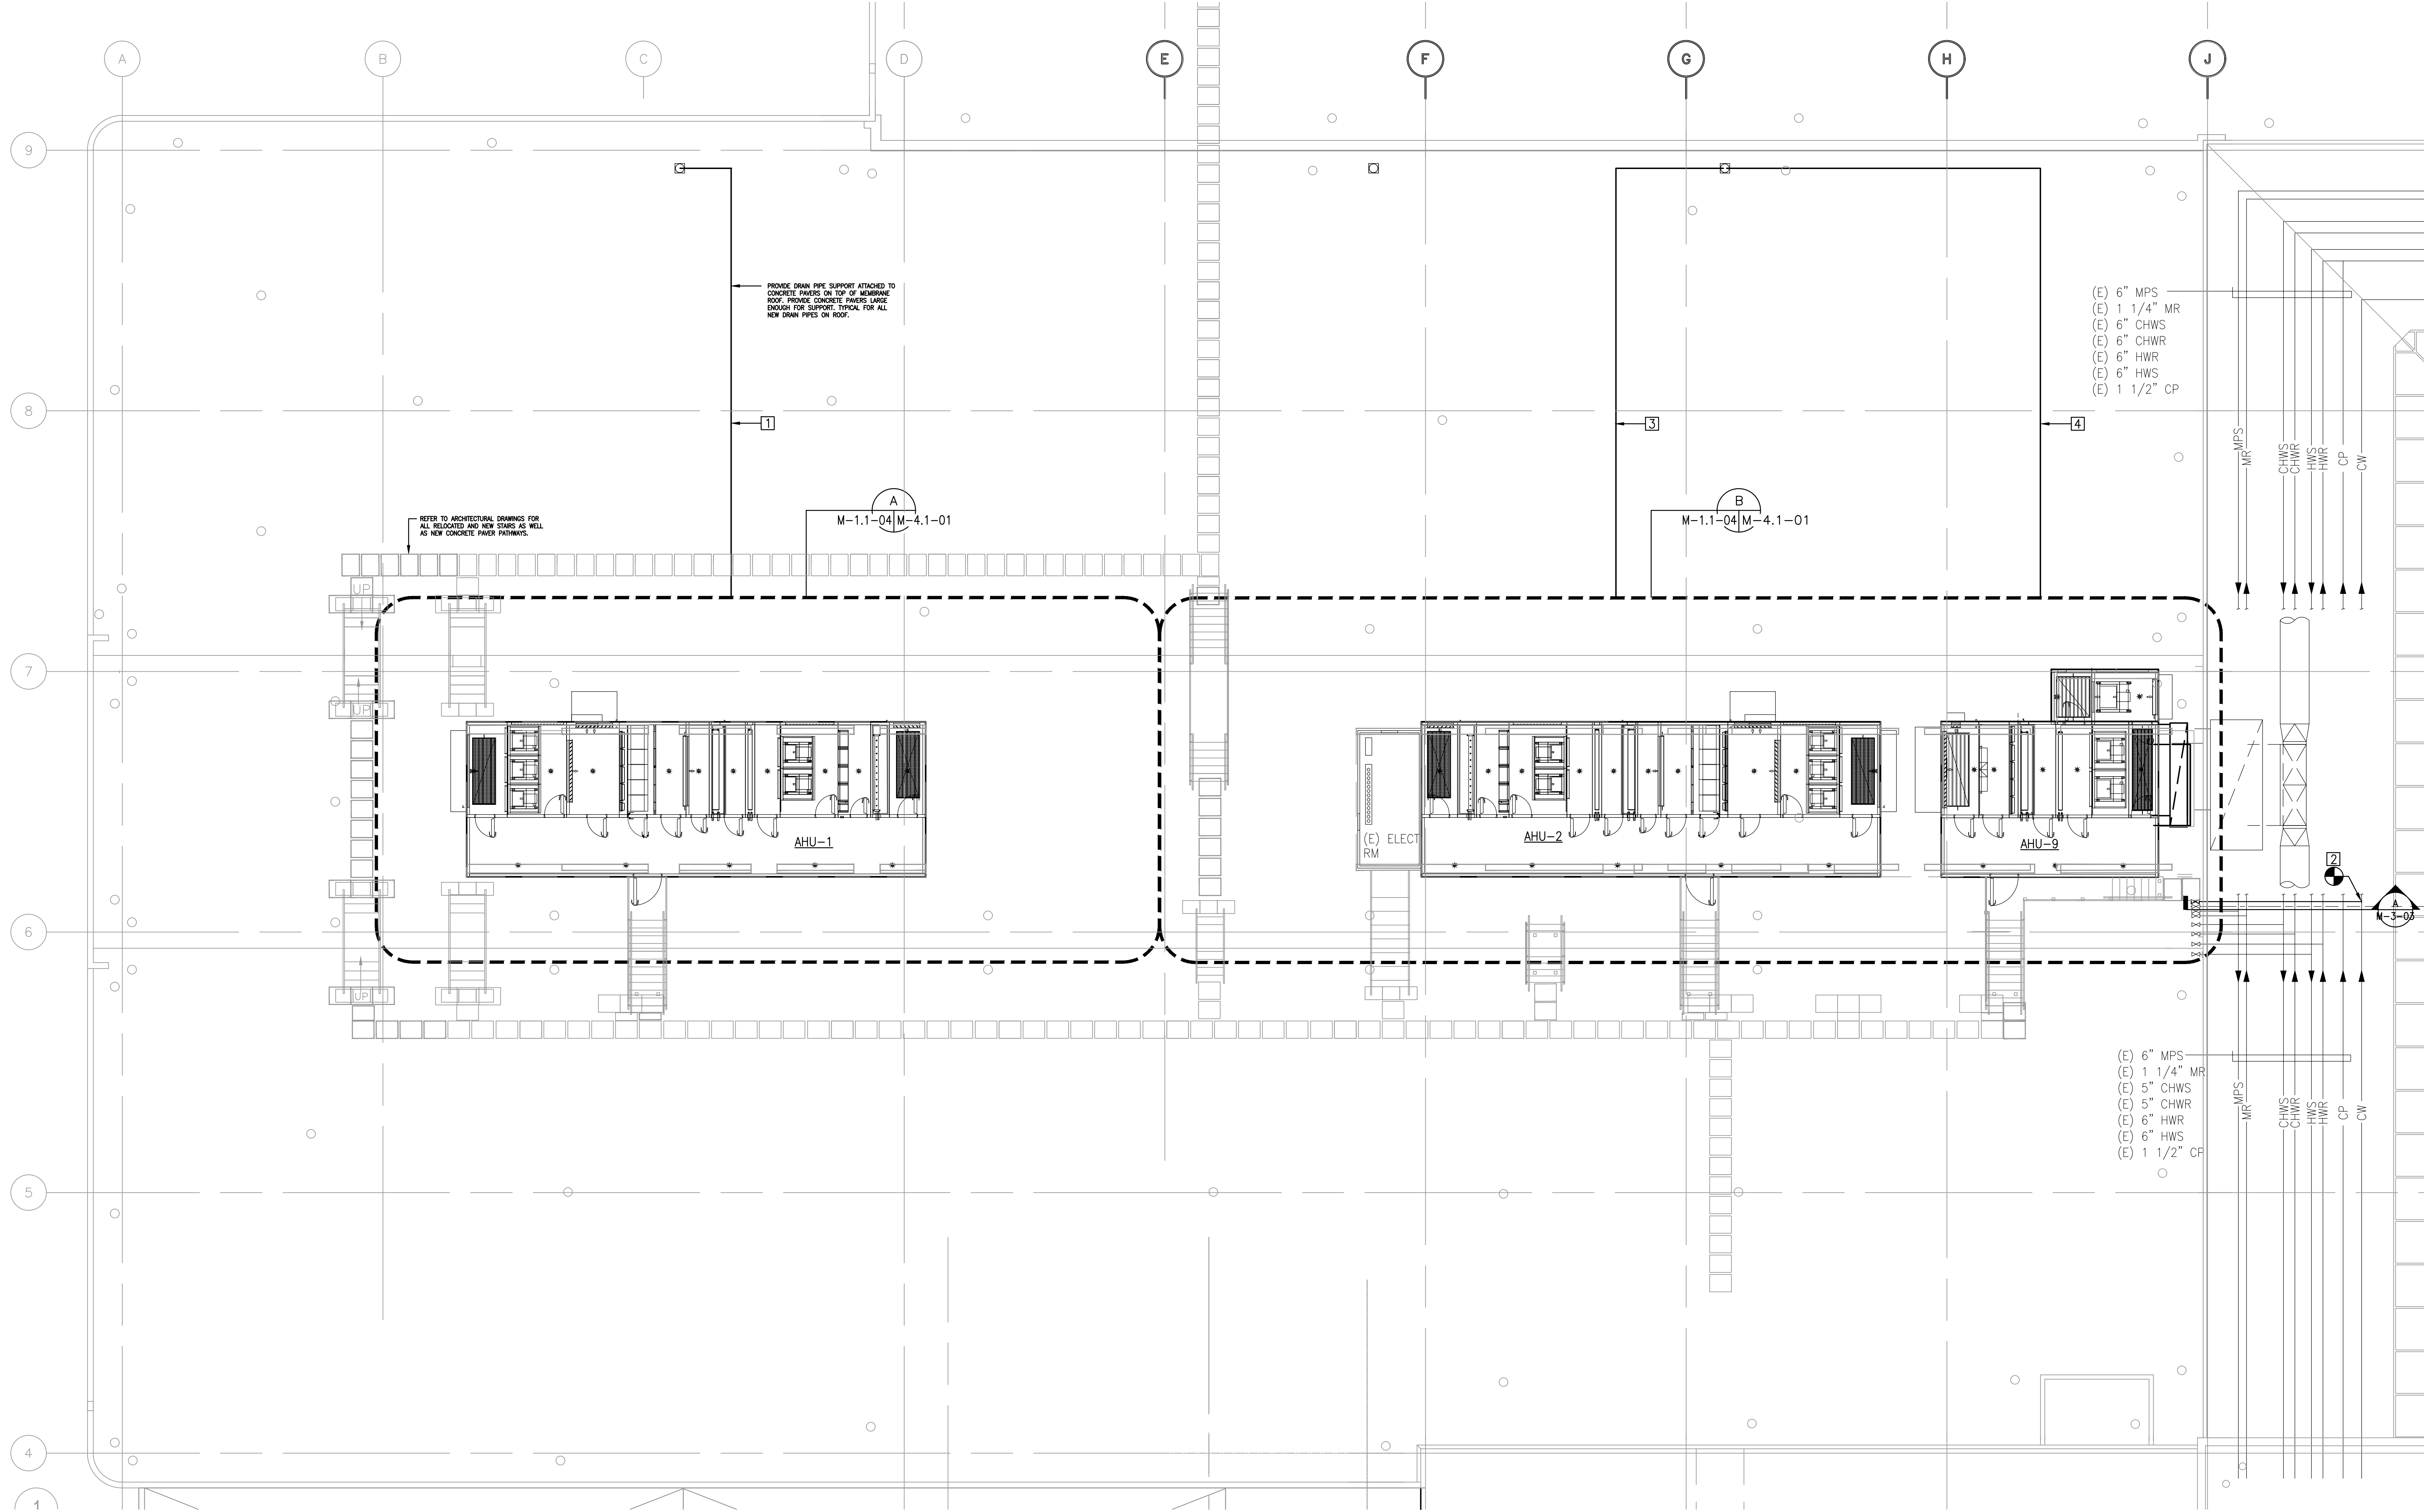 A B C D E F G H J
9
PROVIDE DRAIN PIPE SUPPORT ATTACHED TO
CONCRETE PAVERS ON TOP OF MEMBRANE
ROOF. PROVIDE CONCRETE PAVERS LARGE
ENOUGH FOR SUPPORT. TYPICAL FOR ALL
NEW DRAIN PIPES ON ROOF.
(E) 6" MPS
(E) 1 1/4" MR
(E) 6" CHWS
(E) 6" CHWR
(E) 6" HWR
(E) 6" HWS
(E) 1 1/2" CP
8
1
3
4
MPS
MR
CHWS
CHWR
HWS
HWR
CP
CW
A
M-1.1-04 M-4.1-01
B
M-1.1-04 M-4.1-01
REFER TO ARCHITECTURAL DRAWINGS FOR
ALL RELOCATED AND NEW STAIRS AS WELL
AS NEW CONCRETE PAVER PATHWAYS.
UP
7
UP
AHU-1
(E) ELECT
RM
AHU-2
AHU-9
2
A
M-3-03
6
UP
(E) 6" MPS
(E) 1 1/4" MR
(E) 5" CHWS
(E) 5" CHWR
(E) 6" HWR
(E) 6" HWS
(E) 1 1/2" CP
MPS
MR
CHWS
CHWR
HWS
HWR
CP
CW
5
4
1